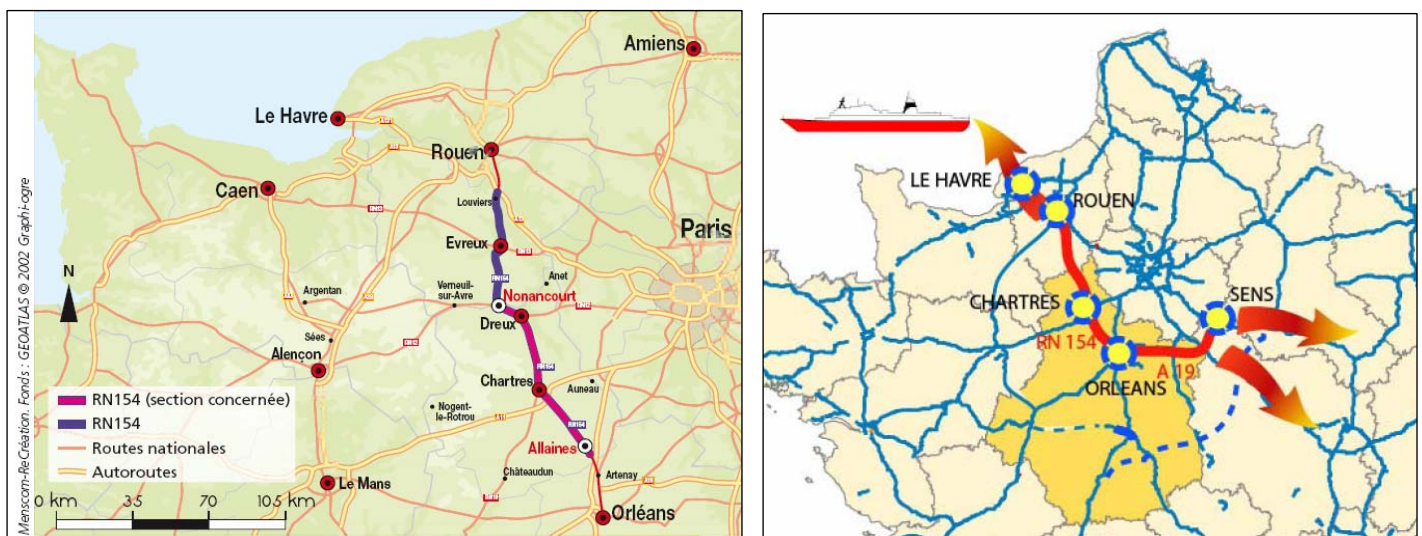 Menscom-ReCréation. Fonds : GEOATLAS © 2002 Graphi-ogre
Amiens
Le Havre
Rouen
Caen
Louviers
Paris
Evreux
RN154
N
Argentan
Verneuil-
sur-Avre
Anet
Nonancourt
Dreux
Sées
Alençon
Chartres
Auneau
RN154 (section concernée)
RN154
Routes nationales
Autoroutes
Nogent-
le-Rotrou
Allaines
Châteaudun
Artenay
Le Mans
0 km 35 70 105 km
Orléans
LE HAVRE
ROUEN
CHARTRES
SENS
RN 154
A 19
ORLEANS